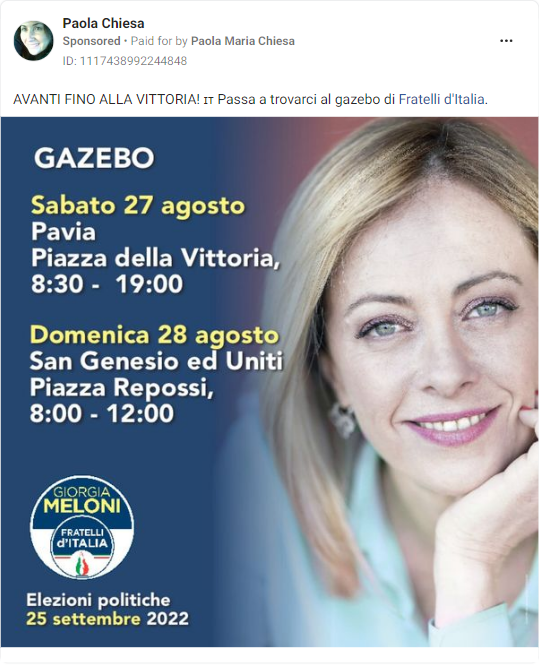 Paola Chiesa
Sponsored • Paid for by Paola Maria Chiesa
ID: 1117438992244848
AVANTI FINO ALLA VITTORIA! IT Passa a trovarci al gazebo di Fratelli d'Italia.
GAZEBO
Sabato 27 agosto
Pavia
Piazza della Vittoria,
8:30 - 19:00
Domenica 28 agosto
San Genesio ed Uniti
Piazza Repossi,
8:00 - 12:00
GIORGIA
MELONI
FRATELLI
d'ITALIA
Elezioni politiche
25 settembre 2022